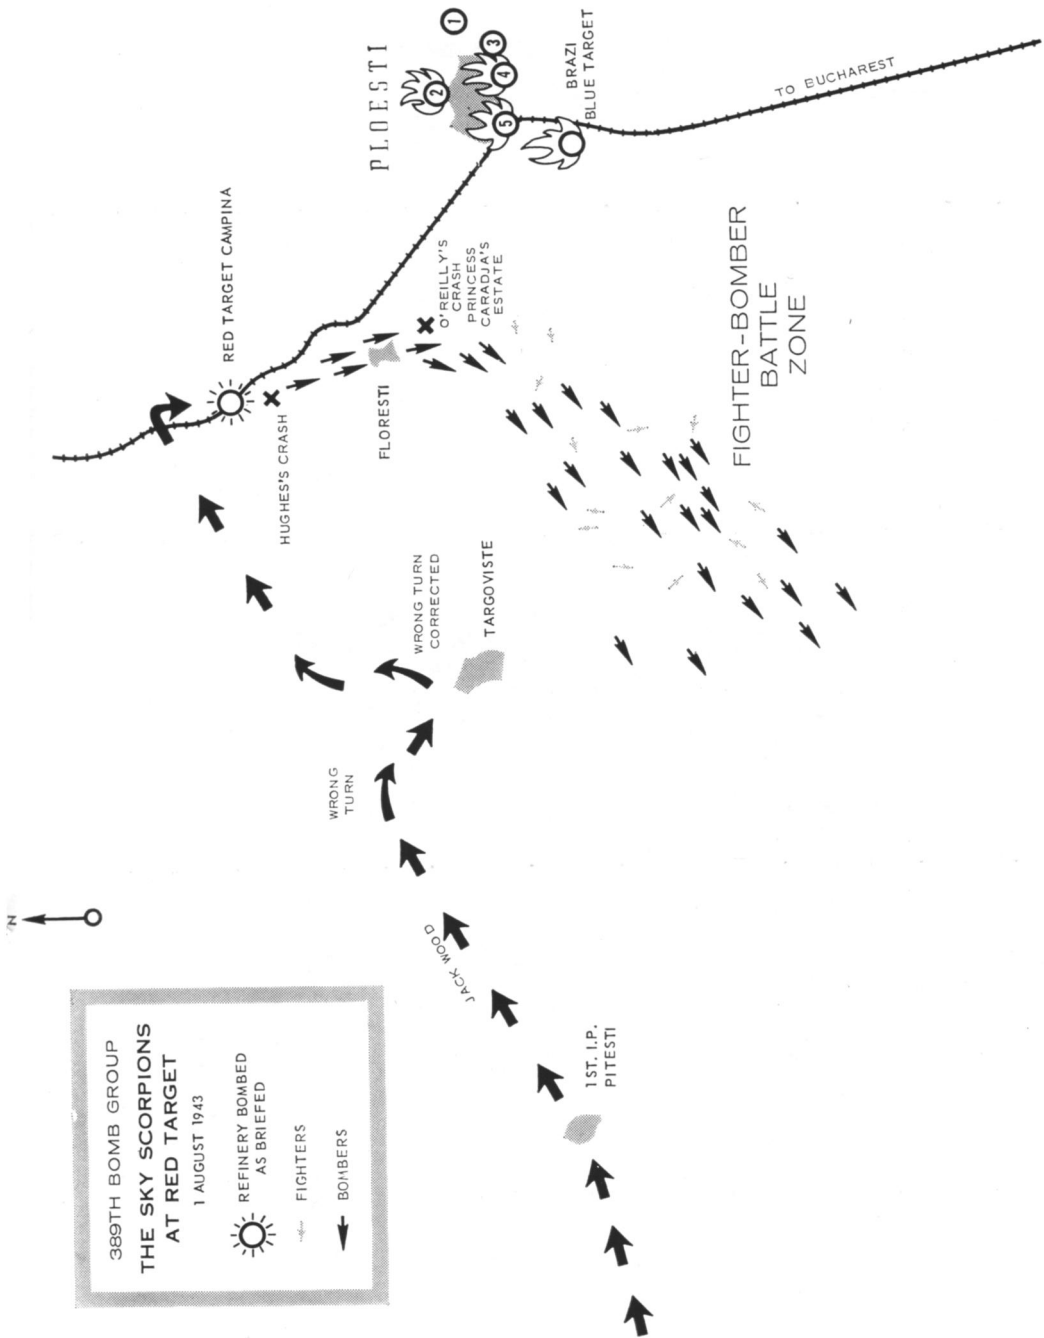 389TH BOMB GROUP
THE SKY SCORPIONS
AT RED TARGET
1 AUGUST 1943
REFINERY BOMBED
AS BRIEFED
FIGHTERS
BOMBERS
N
1ST. I.P.
PITESTI
JACK WOOD
WRONG
TURN
WRONG TURN
CORRECTED
TARGOVISTE
HUGHES'S CRASH
RED TARGET CAMPINA
FLORESTI
O'REILLY'S
CRASH
PRINCESS
CARADJA'S
ESTATE
FIGHTER-BOMBER
BATTLE
ZONE
PLOESTI
1
2
3
4
5
BRAZI
BLUE TARGET
TO BUCHAREST